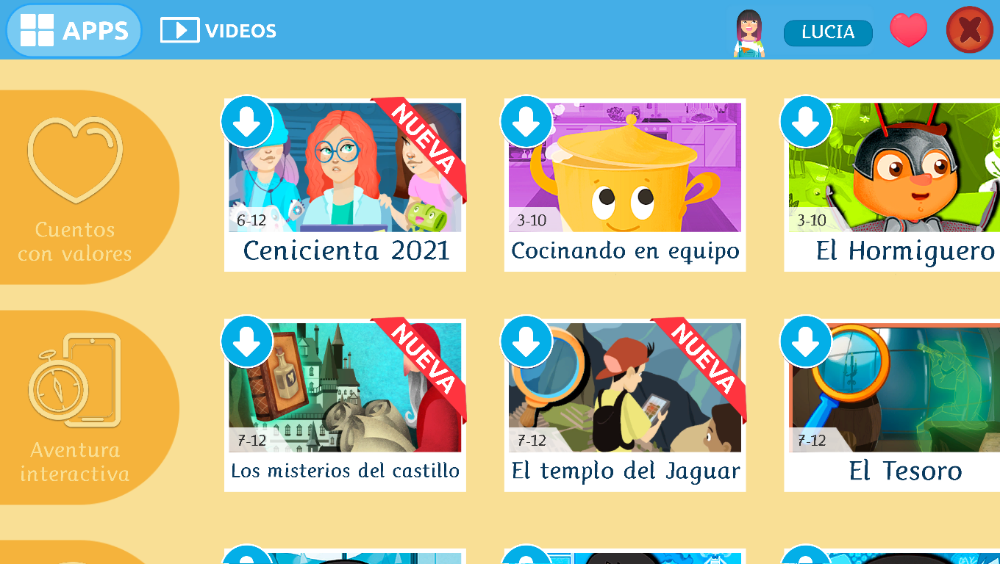 APPS
VIDEOS
LUCIA
Cuentos
con valores
NUEVA
6-12
Cenicienta 2021
3-10
Cocinando en equipo
3-10
El Hormiguero
Aventura
interactiva
NUEVA
7-12
Los misterios del castillo
NUEVA
7-12
El templo del Jaguar
7-12
El Tesoro